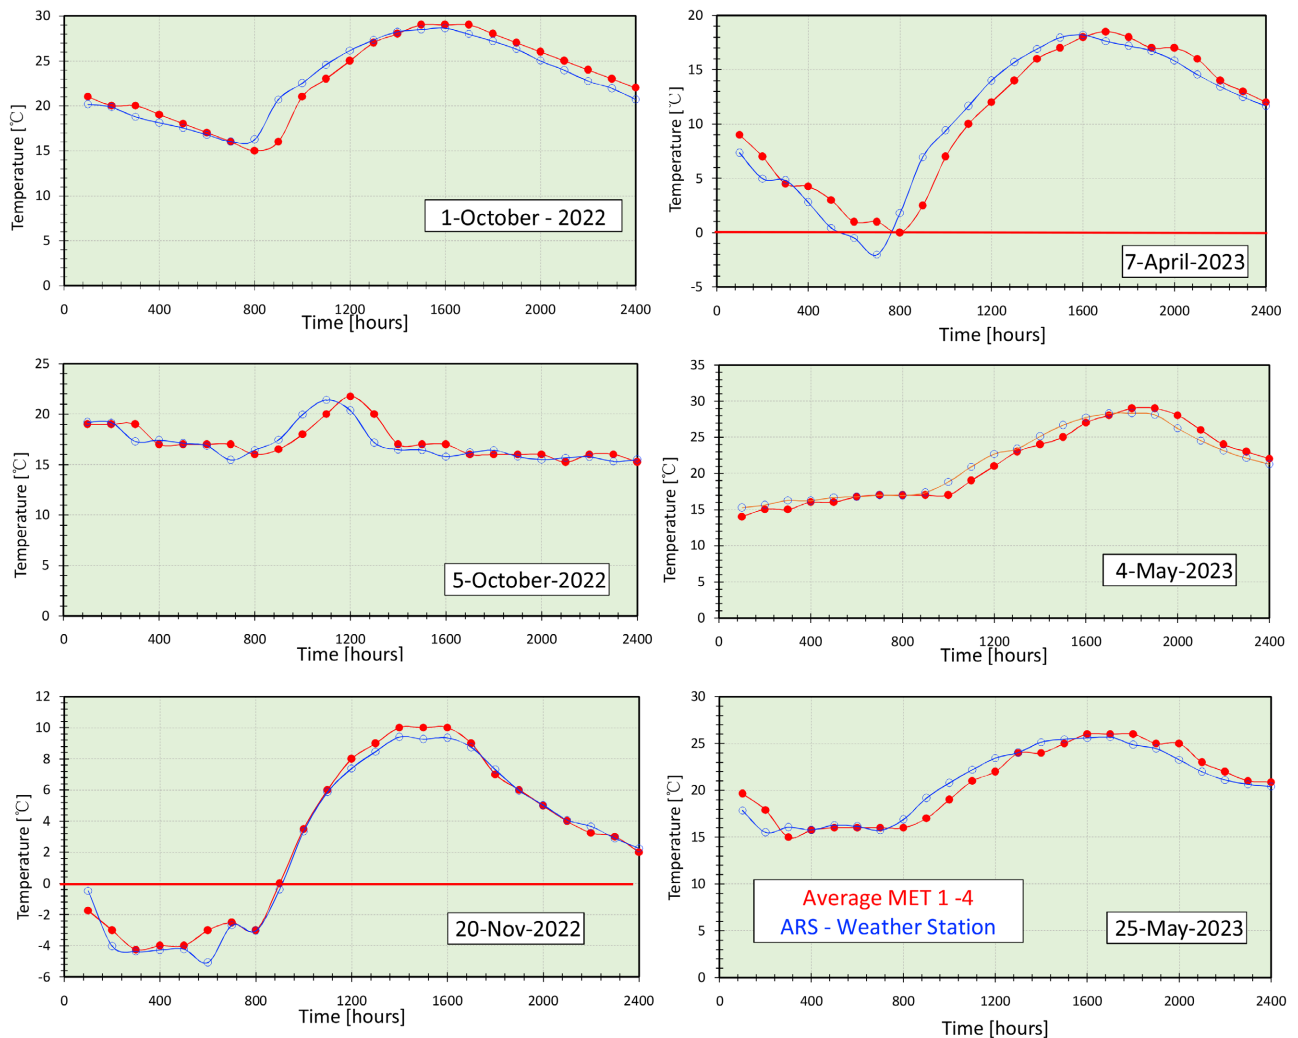 30
25
20
15
10
5
0
Temperature [℃]
1-October - 2022
0 400 800 1200 1600 2000 2400
Time [hours]
20
15
10
5
0
-5
Temperature [℃]
7-April-2023
0 400 800 1200 1600 2000 2400
Time [hours]
25
20
15
10
5
0
Temperature [℃]
5-October-2022
0 400 800 1200 1600 2000 2400
Time [hours]
35
30
25
20
15
10
5
0
Temperature [℃]
4-May-2023
0 400 800 1200 1600 2000 2400
Time [hours]
12
10
8
6
4
2
0
-2
-4
-6
Temperature [℃]
20-Nov-2022
0 400 800 1200 1600 2000 2400
Time [hours]
30
25
20
15
10
5
0
Temperature [℃]
Average MET 1 -4
ARS - Weather Station
25-May-2023
0 400 800 1200 1600 2000 2400
Time [hours]